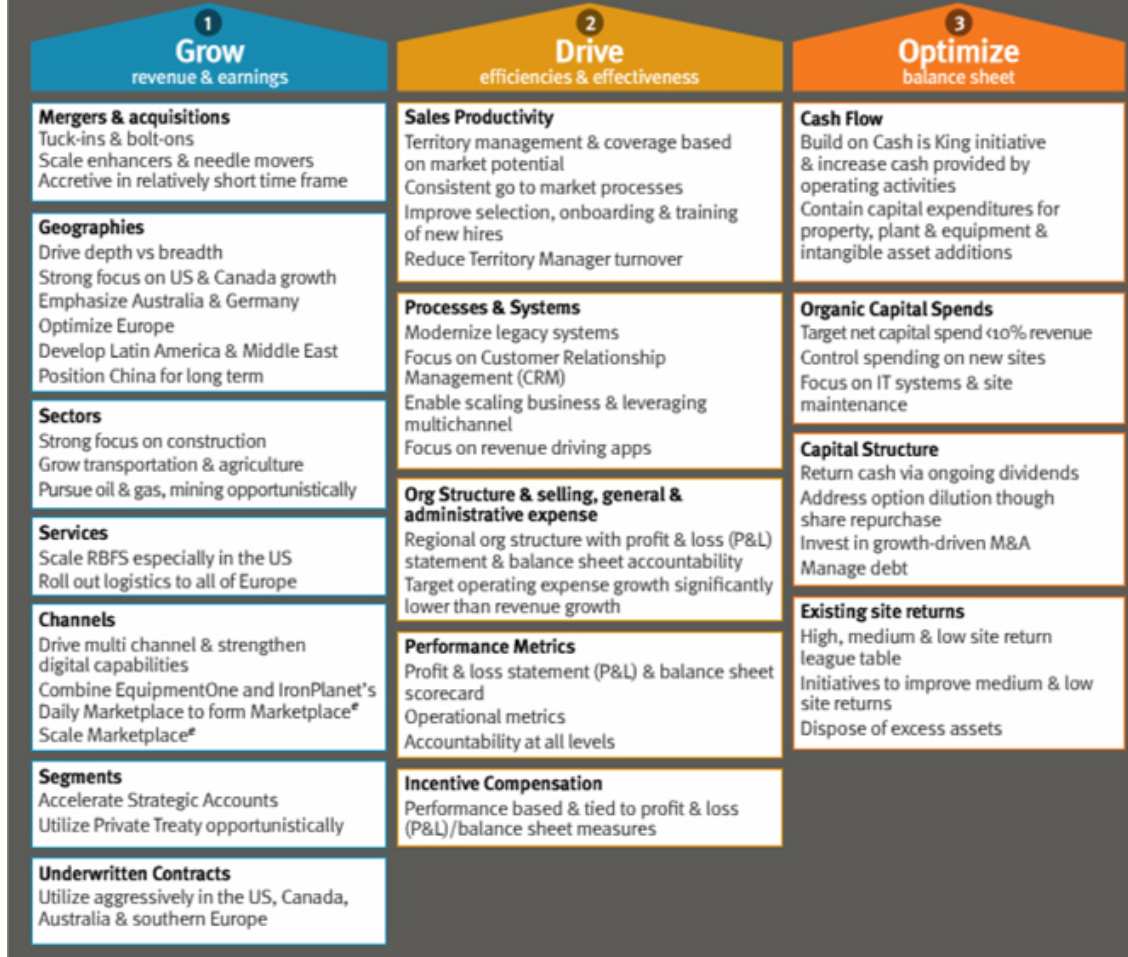 1
Grow
revenue & earnings
Mergers & acquisitions
Tuck-ins & bolt-ons
Scale enhancers & needle movers
Accretive in relatively short time frame
Geographies
Drive depth vs breadth
Strong focus on US & Canada growth
Emphasize Australia & Germany
Optimize Europe
Develop Latin America & Middle East
Position China for long term
Sectors
Strong focus on construction
Grow transportation & agriculture
Pursue oil & gas, mining opportunistically
Services
Scale RBFS especially in the US
Roll out logistics to all of Europe
Channels
Drive multi channel & strengthen
digital capabilities
Combine EquipmentOne and IronPlanet's
Daily Marketplace to form Marketplaceᵉ
Scale Marketplaceᵉ
Segments
Accelerate Strategic Accounts
Utilize Private Treaty opportunistically
Underwritten Contracts
Utilize aggressively in the US, Canada,
Australia & southern Europe
2
Drive
efficiencies & effectiveness
Sales Productivity
Territory management & coverage based
on market potential
Consistent go to market processes
Improve selection, onboarding & training
of new hires
Reduce Territory Manager turnover
Processes & Systems
Modernize legacy systems
Focus on Customer Relationship
Management (CRM)
Enable scaling business & leveraging
multichannel
Focus on revenue driving apps
Org Structure & selling, general &
administrative expense
Regional org structure with profit & loss (P&L)
statement & balance sheet accountability
Target operating expense growth significantly
lower than revenue growth
Performance Metrics
Profit & loss statement (P&L) & balance sheet
scorecard
Operational metrics
Accountability at all levels
Incentive Compensation
Performance based & tied to profit & loss
(P&L)/balance sheet measures
3
Optimize
balance sheet
Cash Flow
Build on Cash is King initiative
& increase cash provided by
operating activities
Contain capital expenditures for
property, plant & equipment &
intangible asset additions
Organic Capital Spends
Target net capital spend <10% revenue
Control spending on new sites
Focus on IT systems & site
maintenance
Capital Structure
Return cash via ongoing dividends
Address option dilution though
share repurchase
Invest in growth-driven M&A
Manage debt
Existing site returns
High, medium & low site return
league table
Initiatives to improve medium & low
site returns
Dispose of excess assets